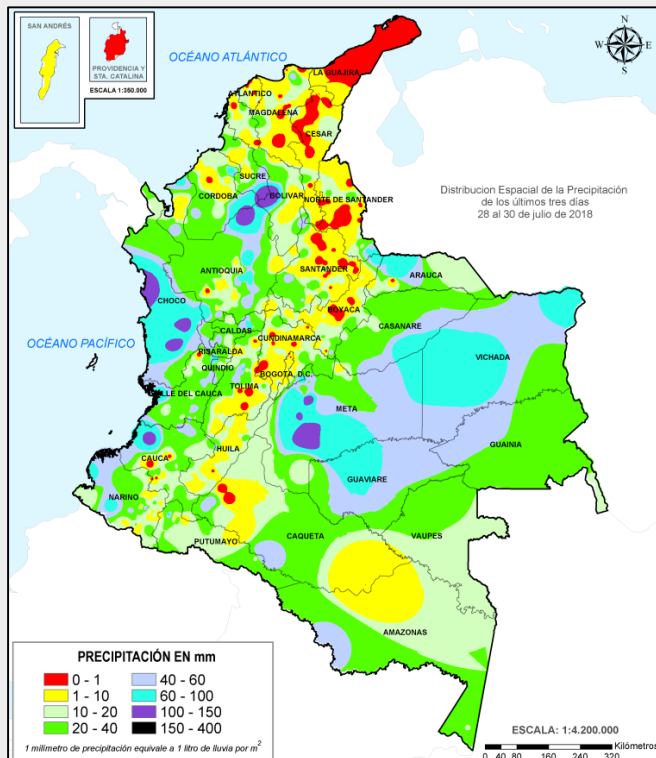 SAN ANDRÉS
PROVIDENCIA Y
STA. CATALINA
ESCALA 1:350.000
OCÉANO ATLÁNTICO
N
W E
S
LA GUAJIRA
ATLANTICO
MAGDALENA
CESAR
Distribucion Espacial de la Precipitación
de los últimos tres días
28 al 30 de julio de 2018
SUCRE
CORDOBA
BOLIVAR
NORTE DE SANTANDER
ANTIOQUIA
SANTANDER
ARAUCA
CHOCO
BOYACA
CASANARE
OCÉANO PACÍFICO
CALDAS
CUNDINAMARCA
VICHADA
RISARALDA
QUINDIO
BOGOTA, D.C.
TOLIMA
VALLE DEL CAUCA
META
GUAINIA
HUILA
CAUCA
GUAVIARE
NARINO
CAQUETA
VAUPES
PUTUMAYO
AMAZONAS
PRECIPITACIÓN EN mm
0 - 1 40 - 60
1 - 10 60 - 100
10 - 20 100 - 150
20 - 40 150 - 400
1 milimetro de precipitación equivale a 1 litro de lluvia por m²
ESCALA: 1:4.200.000
Kilómetros
0 40 80 160 240 320